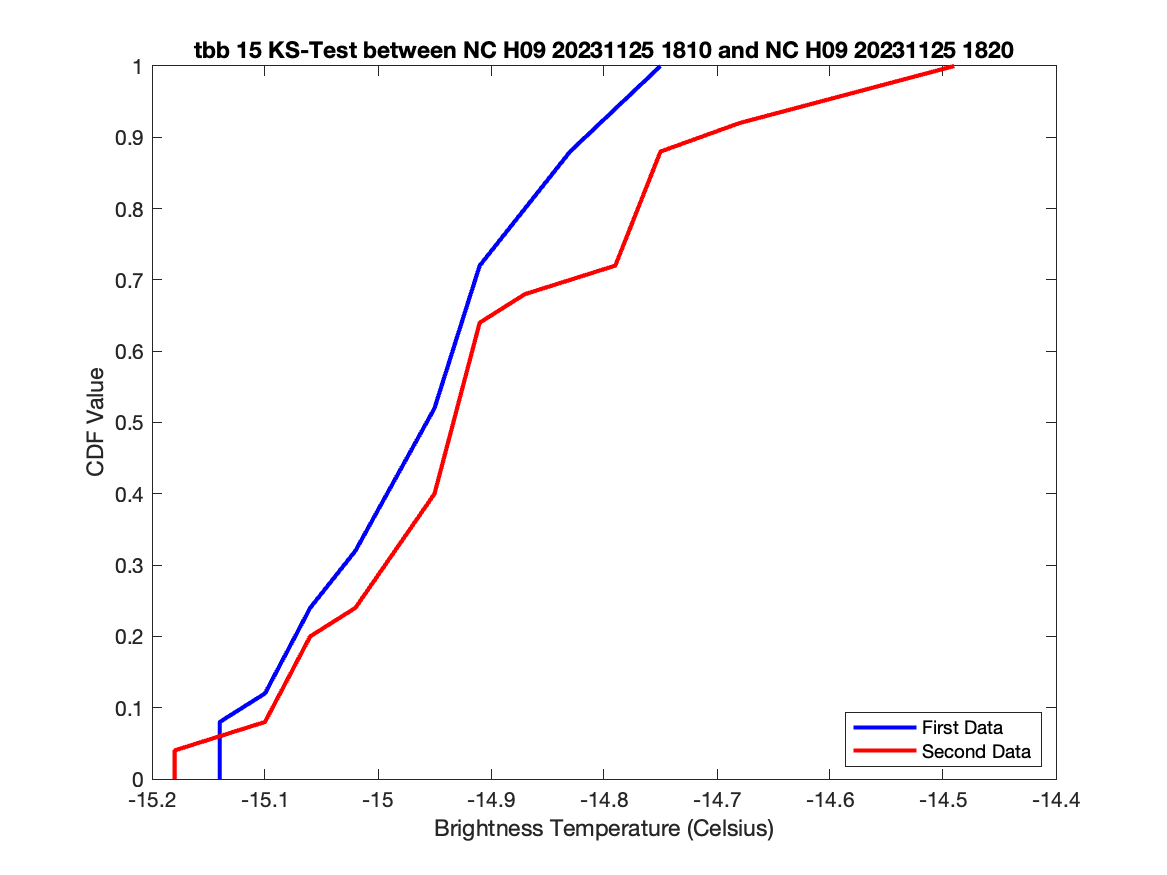 tbb 15 KS-Test between NC H09 20231125 1810 and NC H09 20231125 1820
1
0.9
0.8
0.7
0.6
0.5
0.4
0.3
0.2
0.1
0
CDF Value
First Data
Second Data
-15.2 -15.1 -15 -14.9 -14.8 -14.7 -14.6 -14.5 -14.4
Brightness Temperature (Celsius)